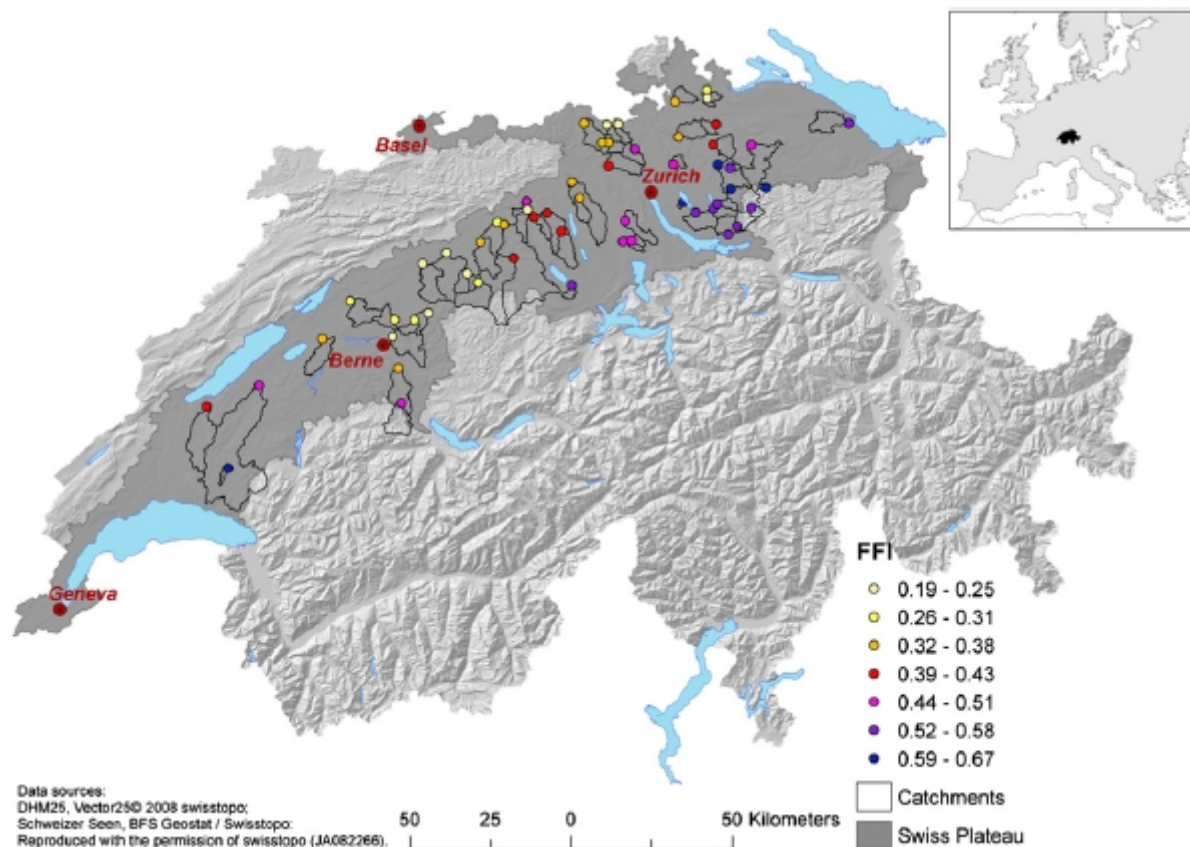 Basel
Zurich
Berne
Geneva
FFI
0.19 - 0.25
0.26 - 0.31
0.32 - 0.38
0.39 - 0.43
0.44 - 0.51
0.52 - 0.58
0.59 - 0.67
Catchments
Swiss Plateau
Data sources:
DHM25, Vector25© 2008 swisstopo;
Schweizer Seen, BFS Geostat / Swisstopo:
Reproduced with the permission of swisstopo (JA082266).
50 25 0 50 Kilometers